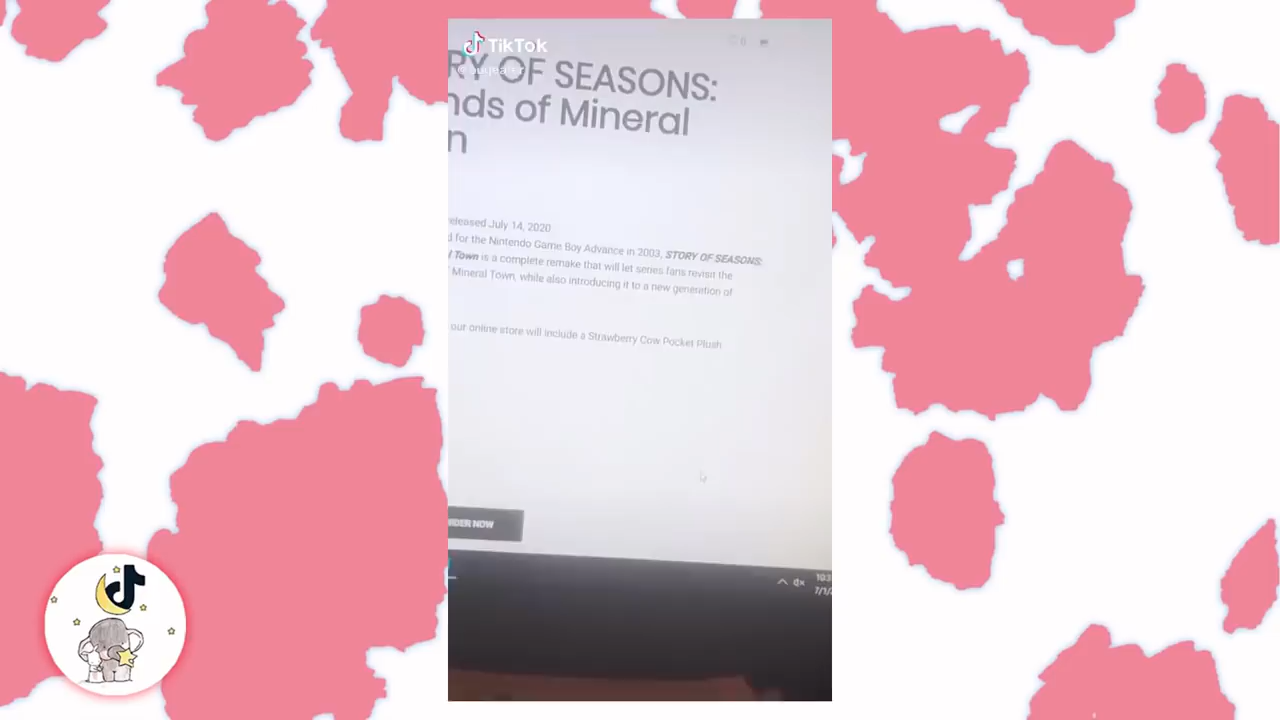 TikTok
RY OF SEASONS:
nds of Mineral
n
eleased July 14, 2020
d for the Nintendo Game Boy Advance in 2003, STORY OF SEASONS:
l Town is a complete remake that will let series fans revisit the
Mineral Town, while also introducing it to a new generation of
our online store will include a Strawberry Cow Pocket Plush
RDER NOW